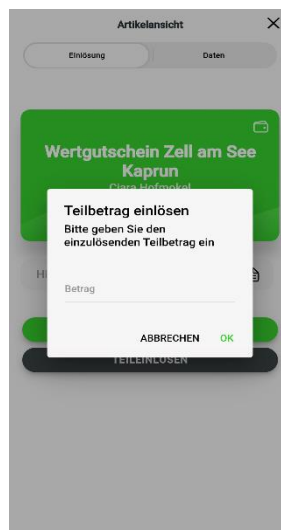 Artikelansicht
Einlösung
Daten
Wertgutschein Zell am See
Kaprun
Ciara Hofmokel
Teilbetrag einlösen
Bitte geben Sie den
einzulösenden Teilbetrag ein
Betrag
ABBRECHEN
OK
TEILEINLÖSEN